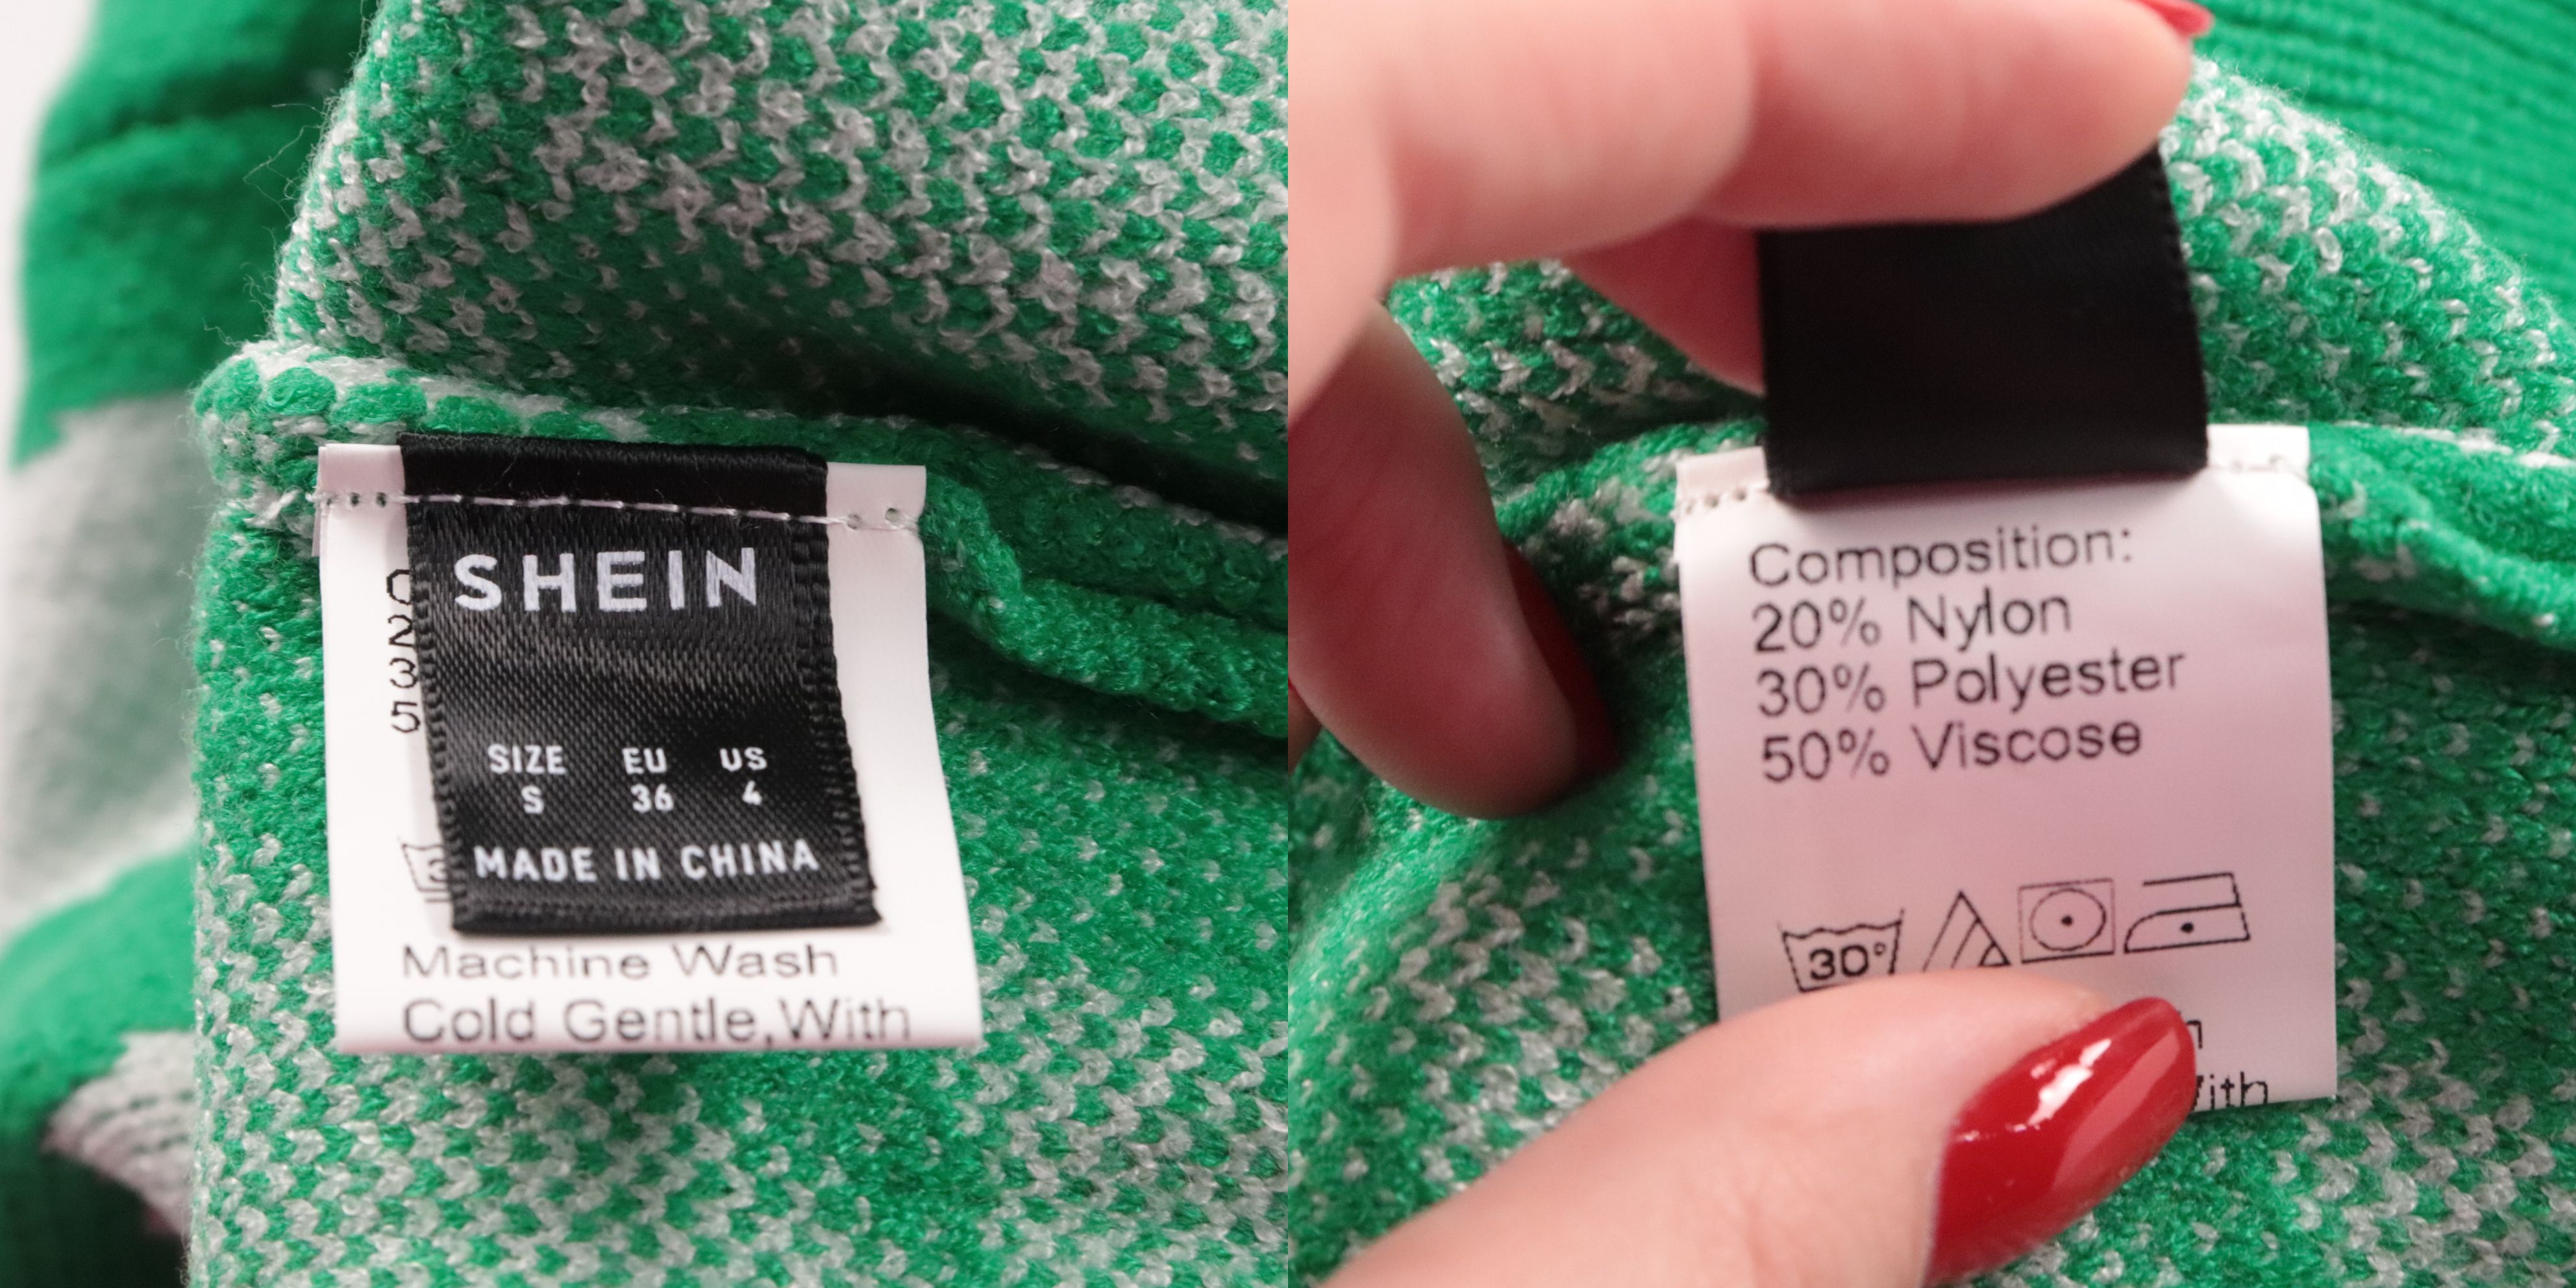 SHEIN
SIZE EU US
S 36 4
MADE IN CHINA
Machine Wash
Cold Gentle,With
Composition:
20% Nylon
30% Polyester
50% Viscose
30°